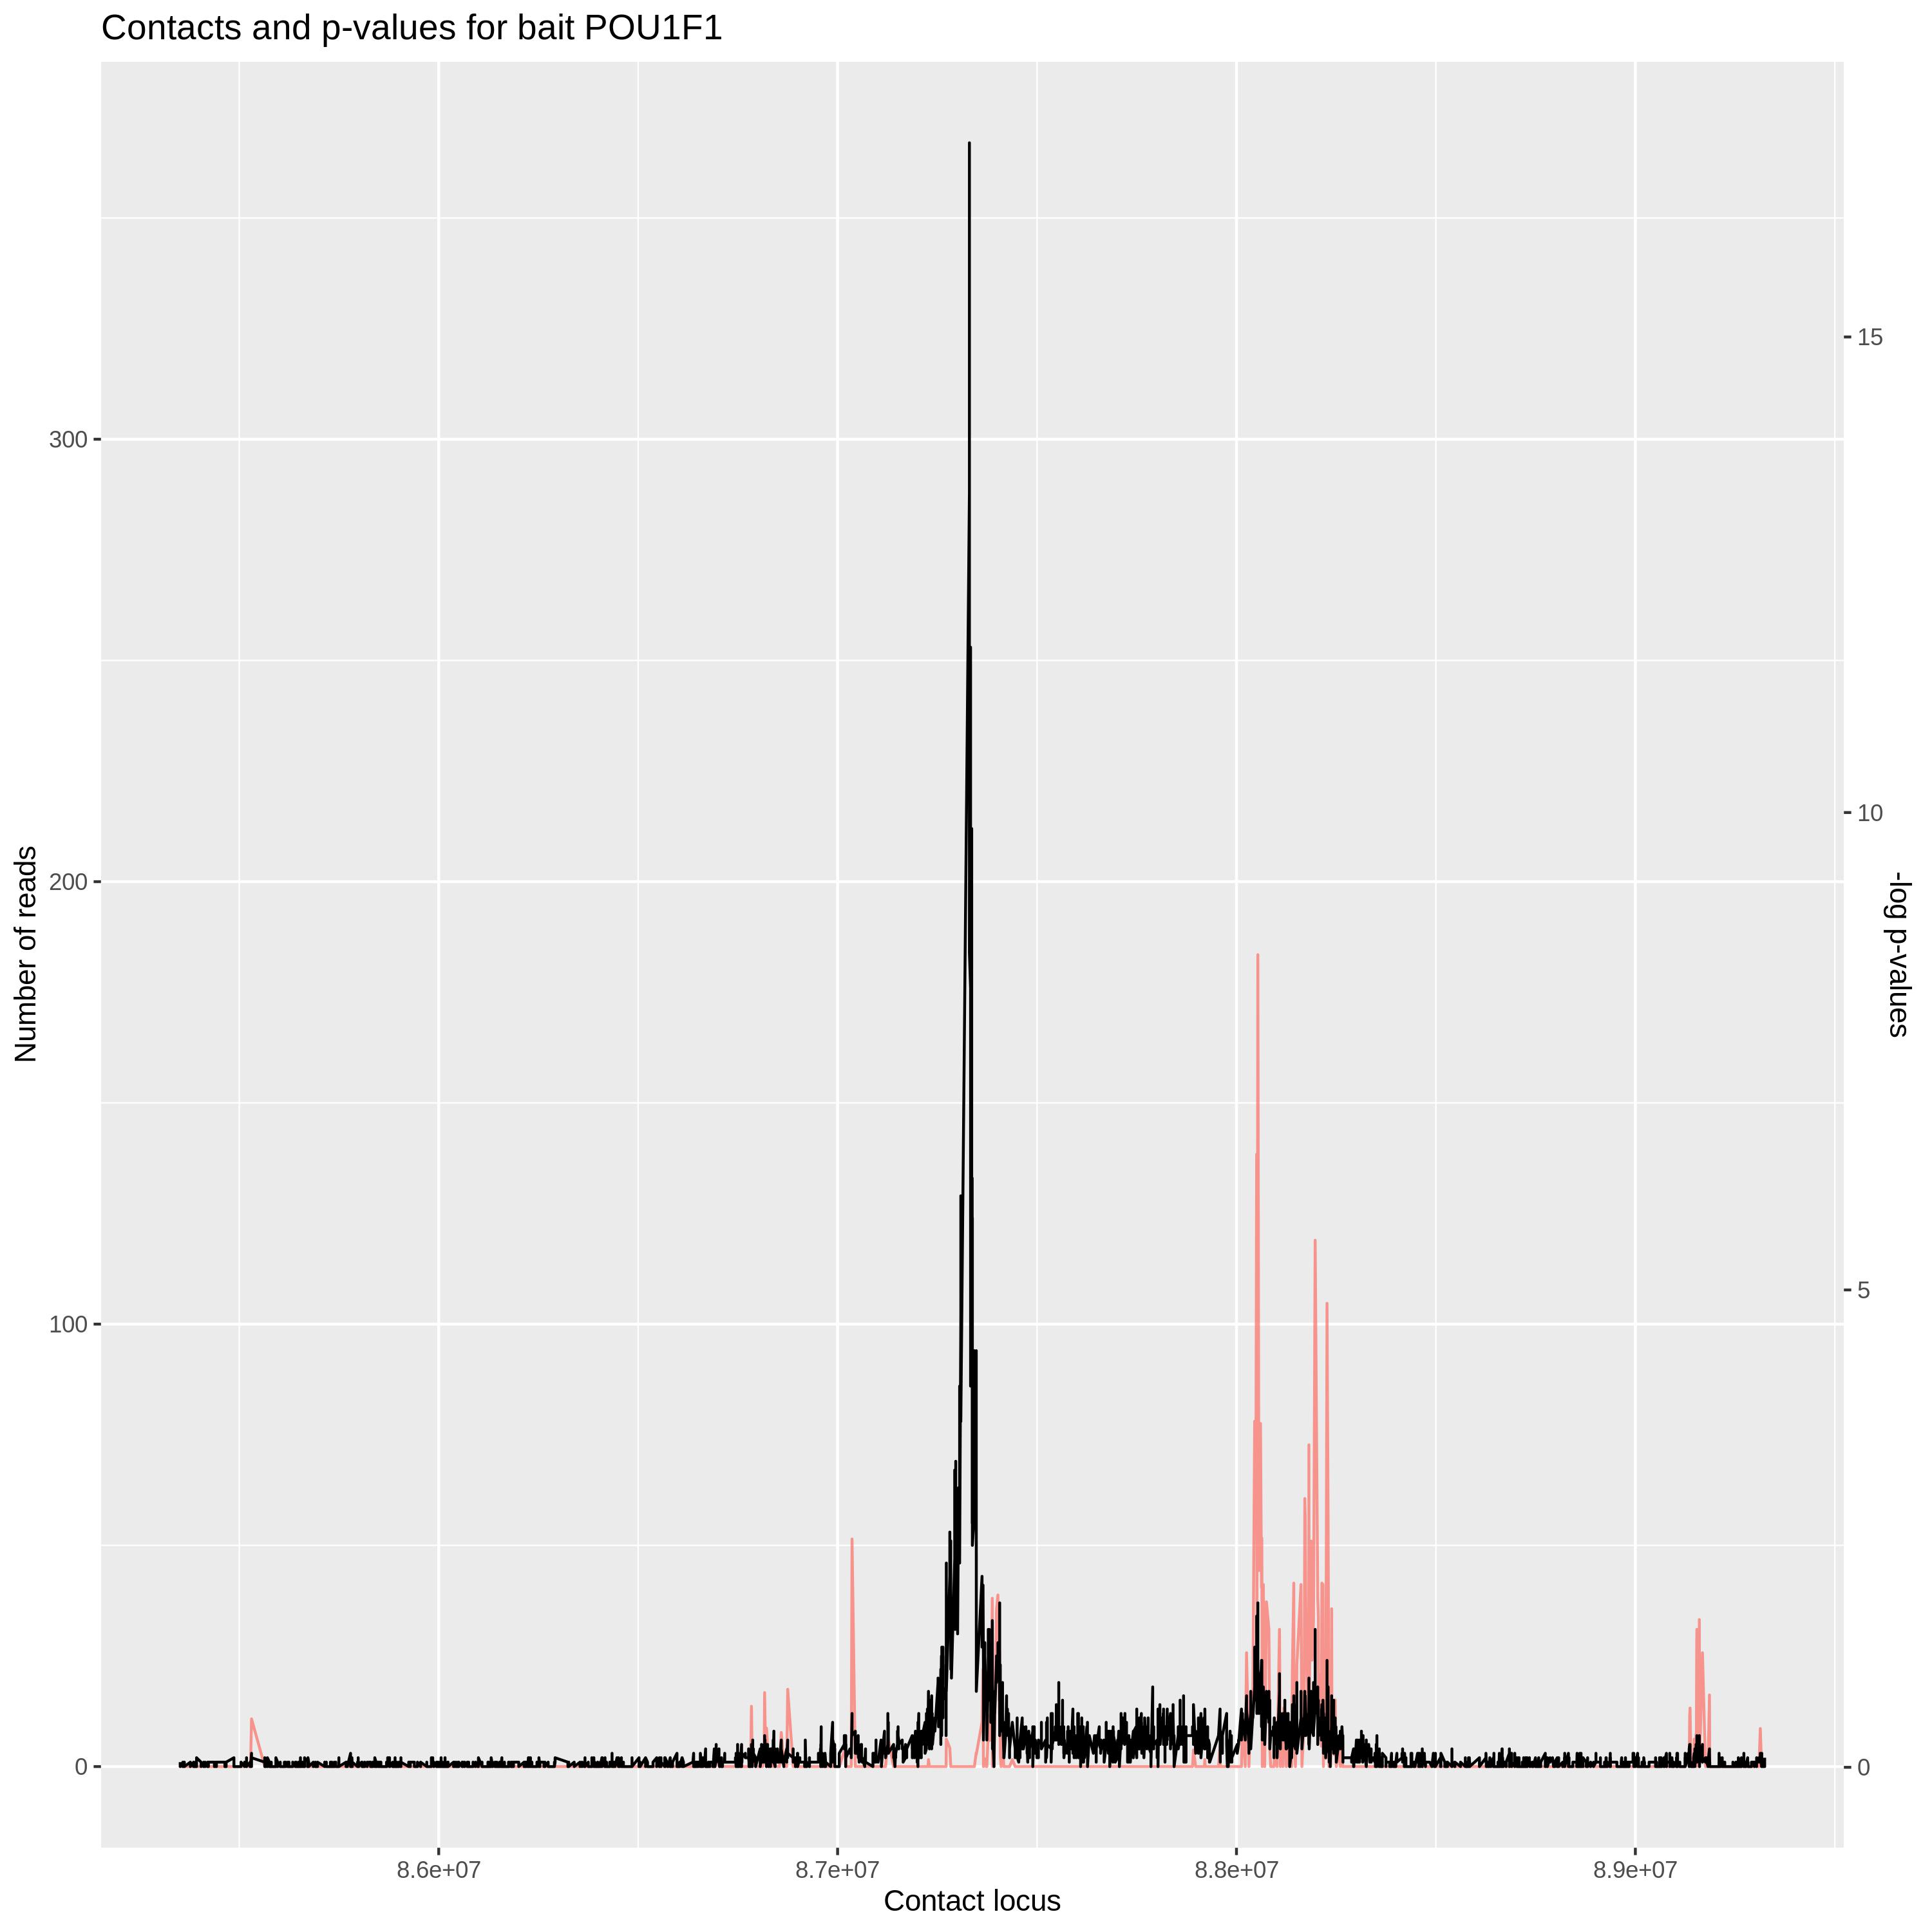 Contacts and p-values for bait POU1F1
Number of reads
300
200
100
0
15
10
5
0
-log p-values
8.6e+07
8.7e+07
8.8e+07
8.9e+07
Contact locus